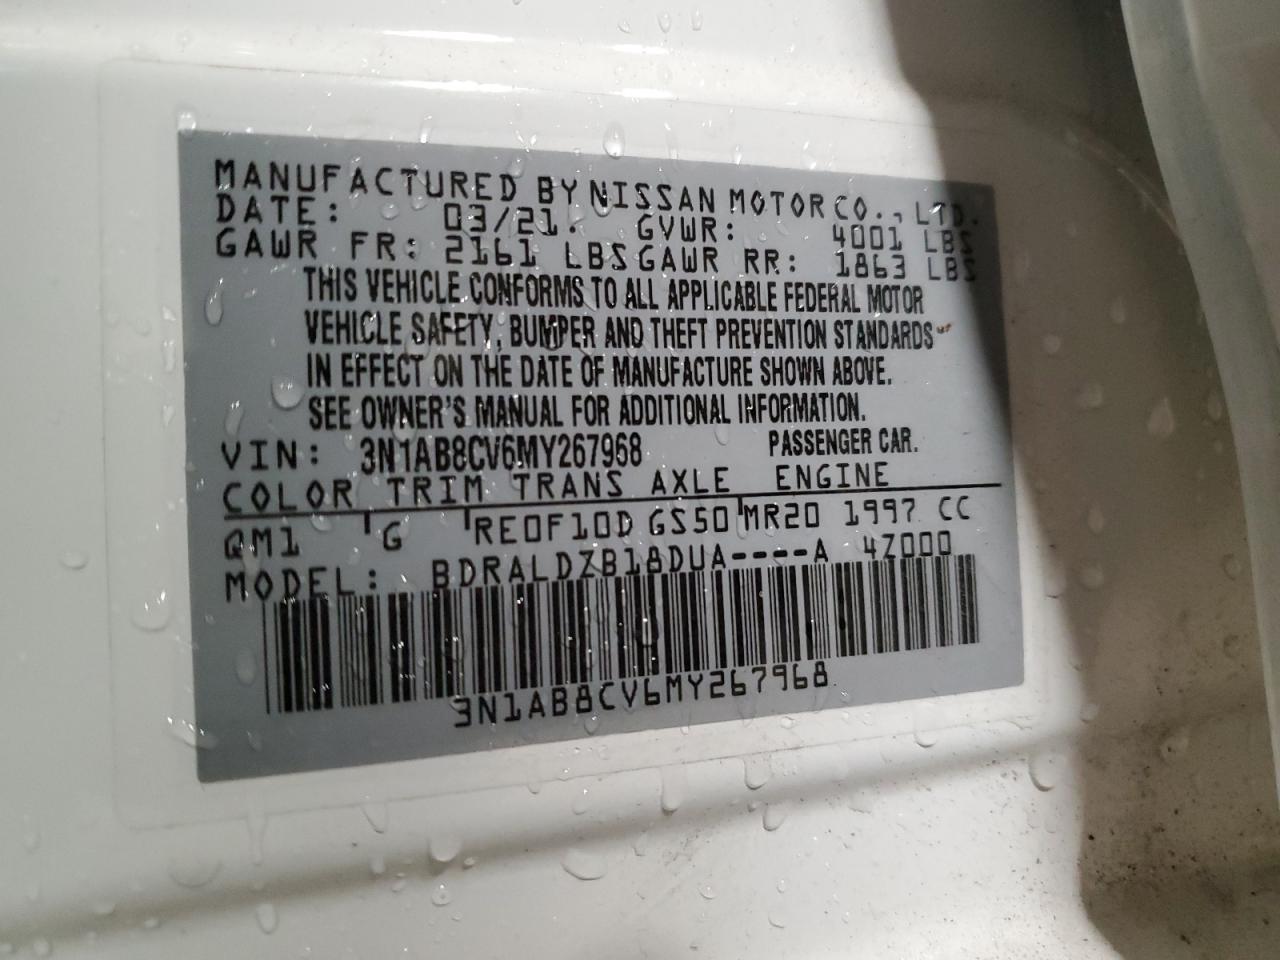 MANUFACTURED BY NISSAN MOTOR CO., LTD.
DATE: 03/21. GVWR: 4001 LBS
GAWR FR: 2161 LBS GAWR RR: 1863 LBS
THIS VEHICLE CONFORMS TO ALL APPLICABLE FEDERAL MOTOR
VEHICLE SAFETY, BUMPER AND THEFT PREVENTION STANDARDS
IN EFFECT ON THE DATE OF MANUFACTURE SHOWN ABOVE.
SEE OWNER'S MANUAL FOR ADDITIONAL INFORMATION.
VIN: 3N1AB8CV6MY267968 PASSENGER CAR.
COLOR TRIM TRANS AXLE ENGINE
QM1 G RE0F10D GS50 MR20 1997 CC
MODEL: BDRALDZB18DUA----A 4Z000
3N1AB8CV6MY267968